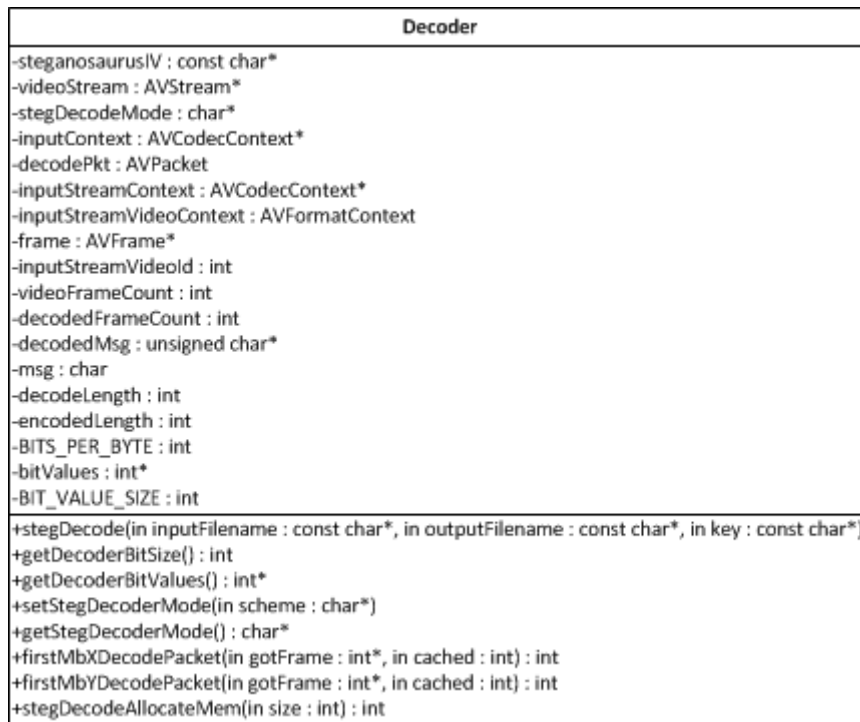 Decoder
-steganosaurusIV : const char*
-videoStream : AVStream*
-stegDecodeMode : char*
-inputContext : AVCodecContext*
-decodePkt : AVPacket
-inputStreamContext : AVCodecContext*
-inputStreamVideoContext : AVFormatContext
-frame : AVFrame*
-inputStreamVideoId : int
-videoFrameCount : int
-decodedFrameCount : int
-decodedMsg : unsigned char*
-msg : char
-decodeLength : int
-encodedLength : int
-BITS_PER_BYTE : int
-bitValues : int*
-BIT_VALUE_SIZE : int
+stegDecode(in inputFilename : const char*, in outputFilename : const char*, in key : const char*)
+getDecoderBitSize() : int
+getDecoderBitValues() : int*
+setStegDecoderMode(in scheme : char*)
+getStegDecoderMode() : char*
+firstMbXDecodePacket(in gotFrame : int*, in cached : int) : int
+firstMbYDecodePacket(in gotFrame : int*, in cached : int) : int
+stegDecodeAllocateMem(in size : int) : int